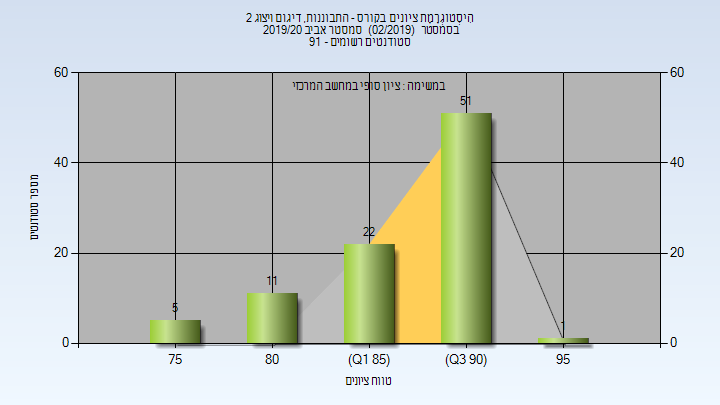 היסטוגרמת ציונים בקורס - התבוננות, דיגום ויצוג 2
בסמסטר (02/2019) סמסטר אביב 2019/20
סטודנטים רשומים - 91
במשימה : ציון סופי במחשב המרכזי
60
60
51
40
40
מספר סטודנטים
22
20
20
11
5
1
0
0
75
80
(Q1 85)
(Q3 90)
95
טווח ציונים